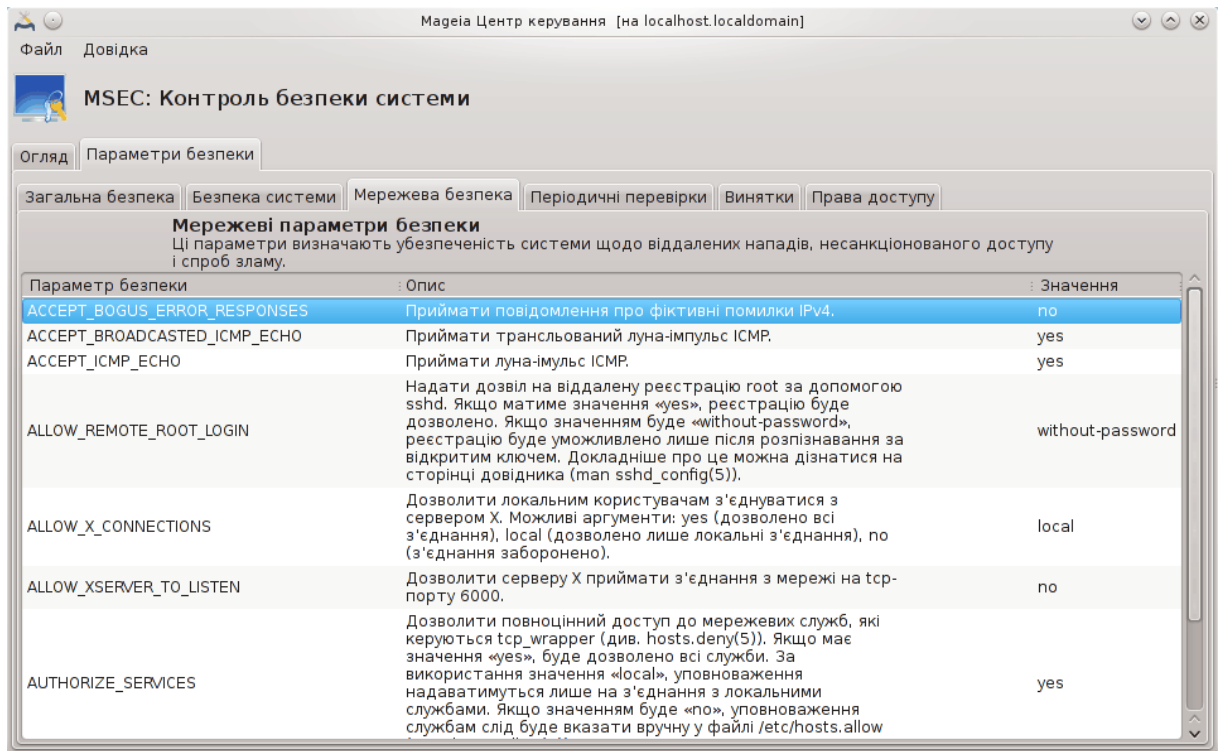 Mageia Центр керування [на localhost.localdomain]
Файл Довідка
MSEC: Контроль безпеки системи
Огляд Параметри безпеки
Загальна безпека Безпека системи Мережева безпека Періодичні перевірки Винятки Права доступу
Мережеві параметри безпеки
Ці параметри визначають убезпеченість системи щодо віддалених нападів, несанкціонованого доступу
і спроб зламу.
Параметр безпеки Опис Значення
ACCEPT_BOGUS_ERROR_RESPONSES Приймати повідомлення про фіктивні помилки IPv4. no
ACCEPT_BROADCASTED_ICMP_ECHO Приймати трансльований луна-імпульс ICMP. yes
ACCEPT_ICMP_ECHO Приймати луна-імульс ICMP. yes
ALLOW_REMOTE_ROOT_LOGIN
Надати дозвіл на віддалену реєстрацію root за допомогою
sshd. Якщо матиме значення «yes», реєстрацію буде
дозволено. Якщо значенням буде «without-password»,
реєстрацію буде уможливлено лише після розпізнавання за
відкритим ключем. Докладніше про це можна дізнатися на
сторінці довідника (man sshd_config(5)).
without-password
ALLOW_X_CONNECTIONS
Дозволити локальним користувачам з'єднуватися з
сервером X. Можливі аргументи: yes (дозволено всі
з'єднання), local (дозволено лише локальні з'єднання), no
(з'єднання заборонено).
local
ALLOW_XSERVER_TO_LISTEN
Дозволити серверу X приймати з'єднання з мережі на tcp-
порту 6000.
no
AUTHORIZE_SERVICES
Дозволити повноцінний доступ до мережевих служб, які
керуються tcp_wrapper (див. hosts.deny(5)). Якщо має
значення «yes», буде дозволено всі служби. За
використання значення «local», уповноваження
надаватимуться лише на з'єднання з локальними
службами. Якщо значенням буде «no», уповноваження
службам слід буде вказати вручну у файлі /etc/hosts.allow
yes